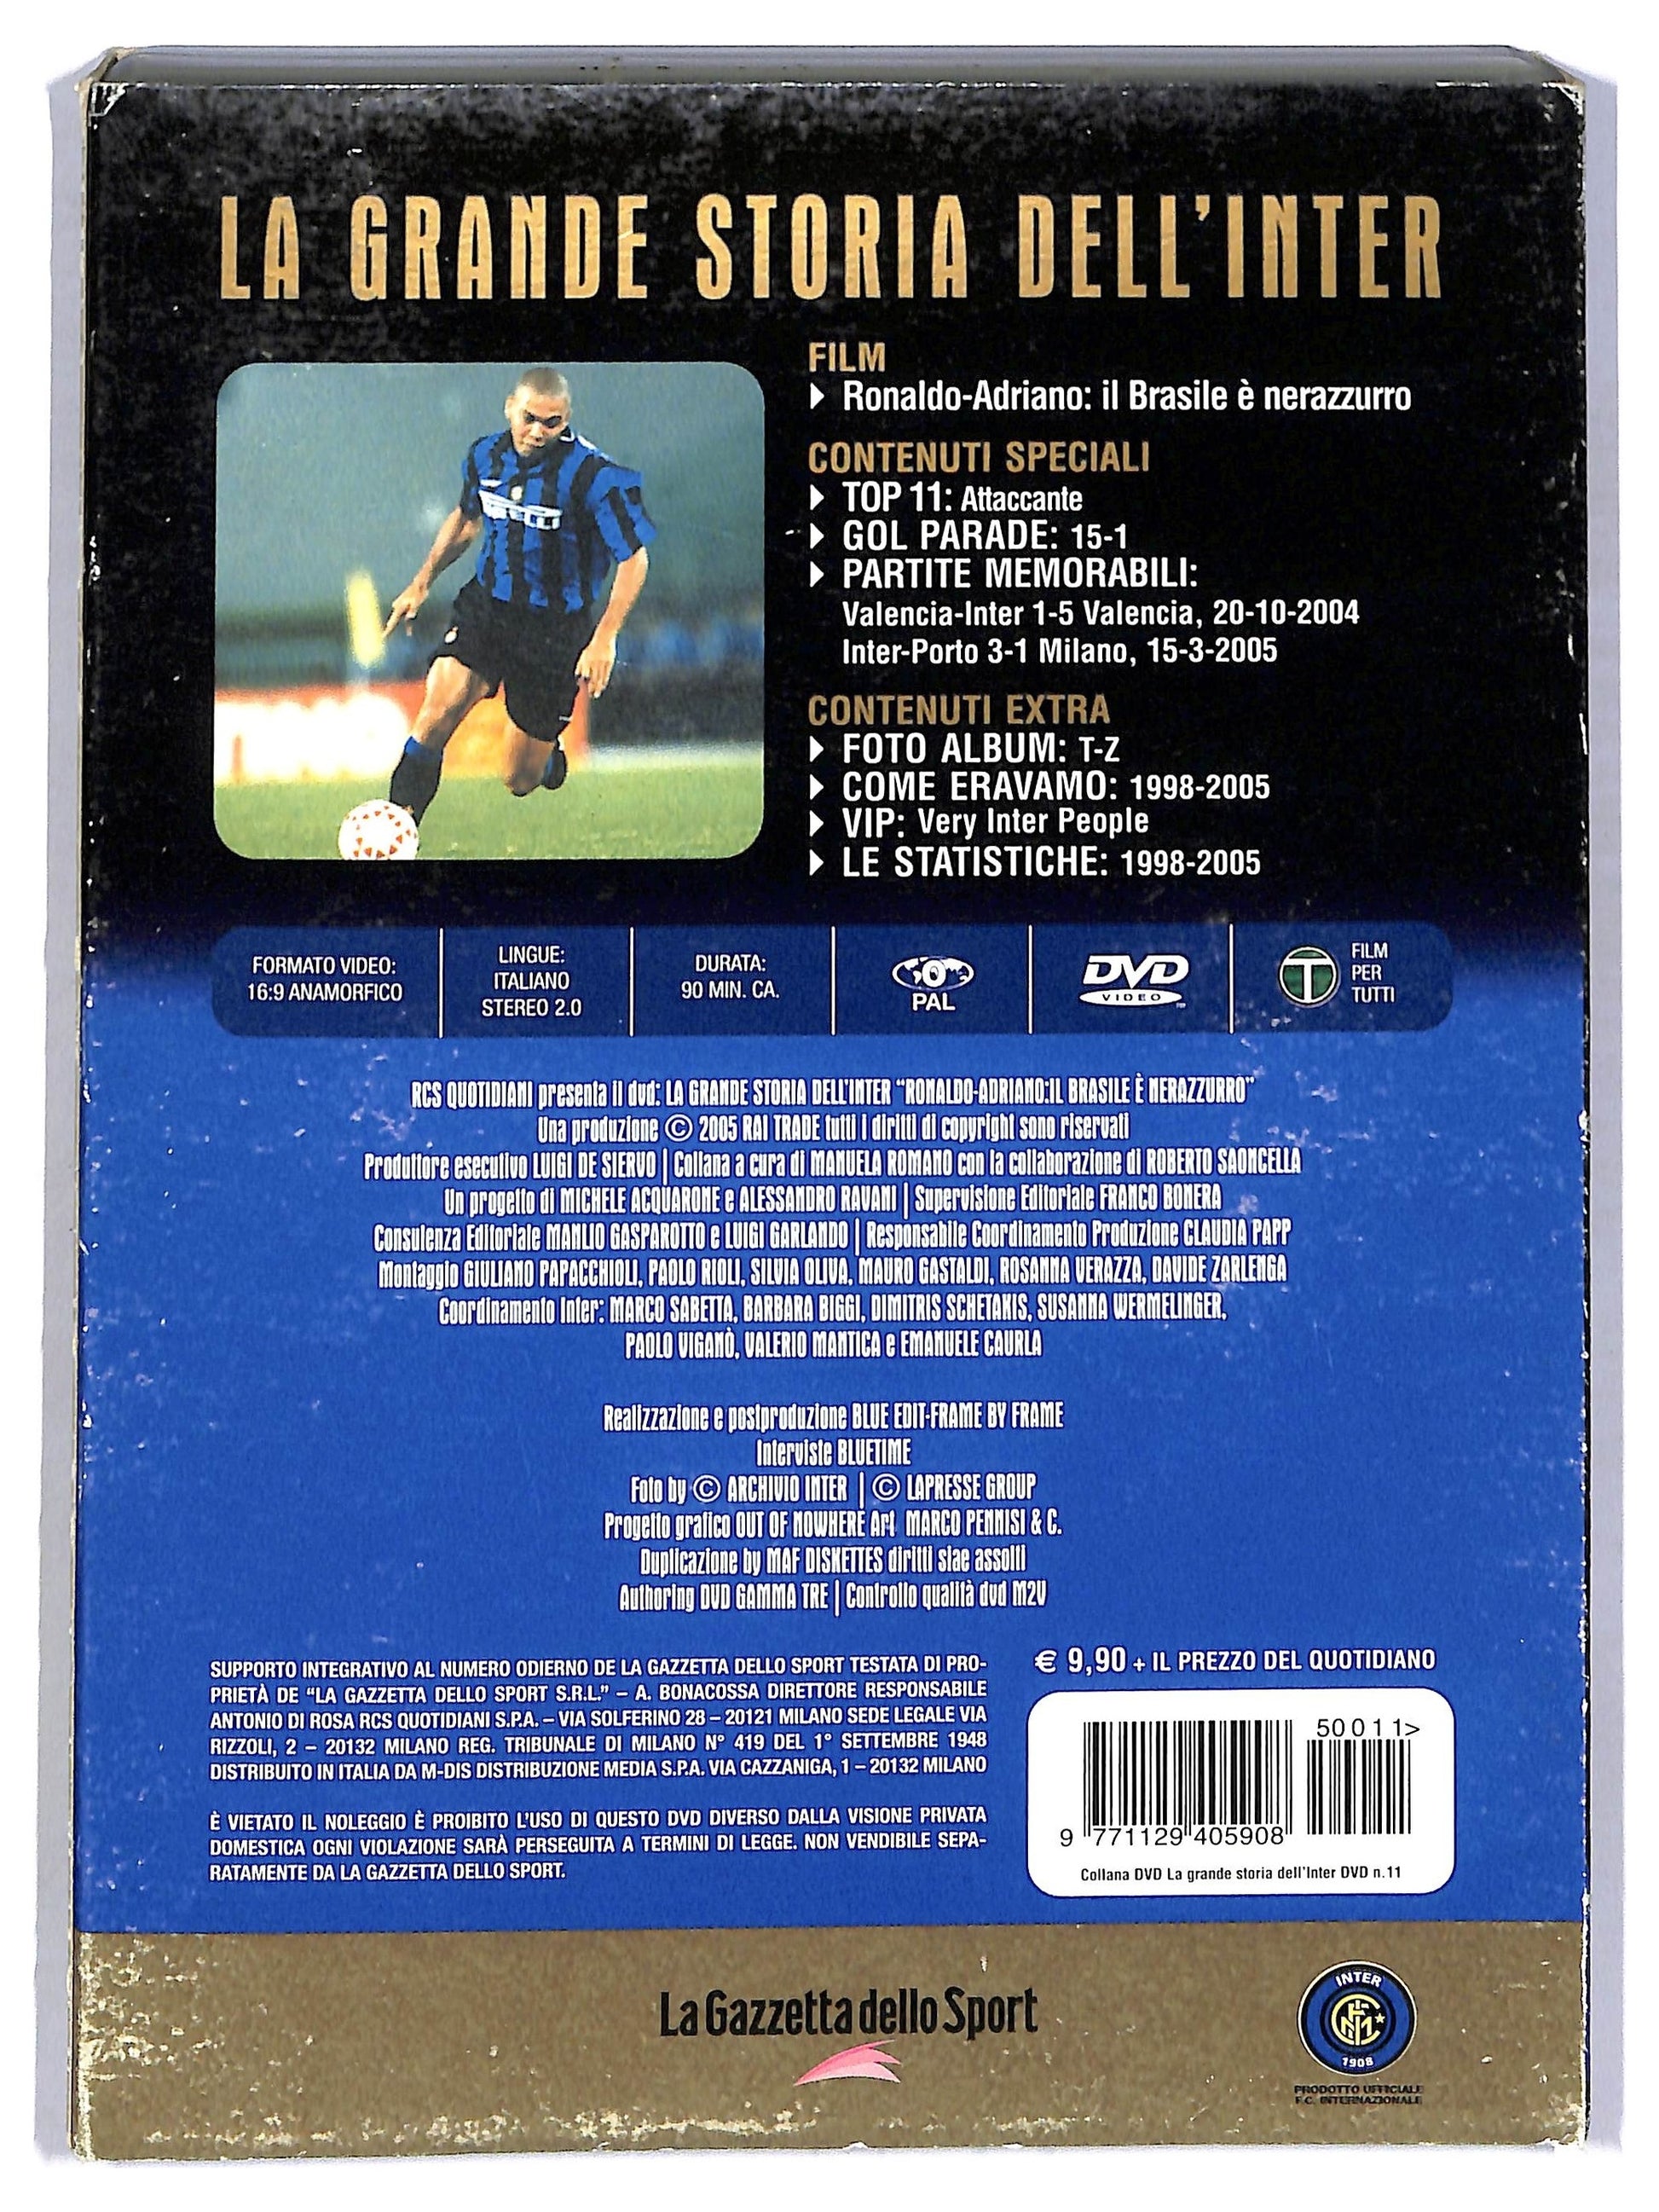 LA GRANDE STORIA DELL'INTER
FILM
Ronaldo-Adriano: il Brasile è nerazzurro
CONTENUTI SPECIALI
TOP 11: Attaccante
GOL PARADE: 15-1
PARTITE MEMORABILI:
Valencia-Inter 1-5 Valencia, 20-10-2004
Inter-Porto 3-1 Milano, 15-3-2005
CONTENUTI EXTRA
FOTO ALBUM: T-Z
COME ERAVAMO: 1998-2005
VIP: Very Inter People
LE STATISTICHE: 1998-2005
PIRELLI
FORMATO VIDEO:
16:9 ANAMORFICO
LINGUE:
ITALIANO
STEREO 2.0
DURATA:
90 MIN. CA.
PAL
DVD
VIDEO
T
FILM
PER
TUTTI
RCS QUOTIDIANI presenta il dvd: LA GRANDE STORIA DELL'INTER "RONALDO-ADRIANO:IL BRASILE È NERAZZURRO"
Una produzione © 2005 RAI TRADE tutti i diritti di copyright sono riservati
Produttore esecutivo LUIGI DE SIERVO | Collana a cura di MANUELA ROMANO con la collaborazione di ROBERTO SAONCELLA
Un progetto di MICHELE ACQUARONE e ALESSANDRO RAVANI | Supervisione Editoriale FRANCO BONERA
Consulenza Editoriale MANLIO GASPAROTTO e LUIGI GARLANDO | Responsabile Coordinamento Produzione CLAUDIA PAPP
Montaggio GIULIANO PAPACCHIOLI, PAOLO RIOLI, SILVIA OLIVA, MAURO GASTALDI, ROSANNA VERAZZA, DAVIDE ZARLENGA
Coordinamento Inter: MARCO SABETTA, BARBARA BIGGI, DIMITRIS SCHETAKIS, SUSANNA WERMELINGER,
PAOLO VIGANÒ, VALERIO MANTICA e EMANUELE CAURLA
Realizzazione e postproduzione BLUE EDIT-FRAME BY FRAME
Interviste BLUETIME
Foto by © ARCHIVIO INTER | © LAPRESSE GROUP
Progetto grafico OUT OF NOWHERE Art MARCO PENNISI & C.
Duplicazione by MAF DISKETTES diritti siae assolti
Authoring DVD GAMMA TRE | Controllo qualità dvd M2V
SUPPORTO INTEGRATIVO AL NUMERO ODIERNO DE LA GAZZETTA DELLO SPORT TESTATA DI PRO-
PRIETÀ DE "LA GAZZETTA DELLO SPORT S.R.L." – A. BONACOSSA DIRETTORE RESPONSABILE
ANTONIO DI ROSA RCS QUOTIDIANI S.P.A. – VIA SOLFERINO 28 – 20121 MILANO SEDE LEGALE VIA
RIZZOLI, 2 – 20132 MILANO REG. TRIBUNALE DI MILANO N° 419 DEL 1° SETTEMBRE 1948
DISTRIBUITO IN ITALIA DA M-DIS DISTRIBUZIONE MEDIA S.P.A. VIA CAZZANIGA, 1 – 20132 MILANO
È VIETATO IL NOLEGGIO È PROIBITO L'USO DI QUESTO DVD DIVERSO DALLA VISIONE PRIVATA
DOMESTICA OGNI VIOLAZIONE SARÀ PERSEGUITA A TERMINI DI LEGGE. NON VENDIBILE SEPA-
RATAMENTE DA LA GAZZETTA DELLO SPORT.
€ 9,90 + IL PREZZO DEL QUOTIDIANO
50011>
9 771129 405908
Collana DVD La grande storia dell'Inter DVD n.11
La Gazzetta dello Sport
INTER
1908
PRODOTTO UFFICIALE
F.C. INTERNAZIONALE